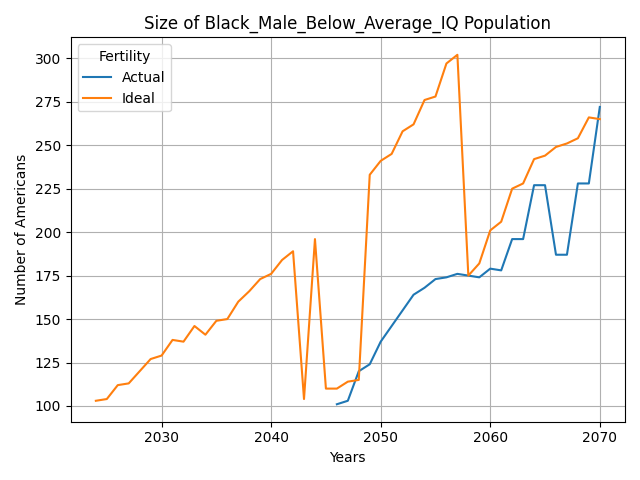 Size of Black_Male_Below_Average_IQ Population
Fertility
Actual
Ideal
Number of Americans
300
275
250
225
200
175
150
125
100
2030 2040 2050 2060 2070
Years